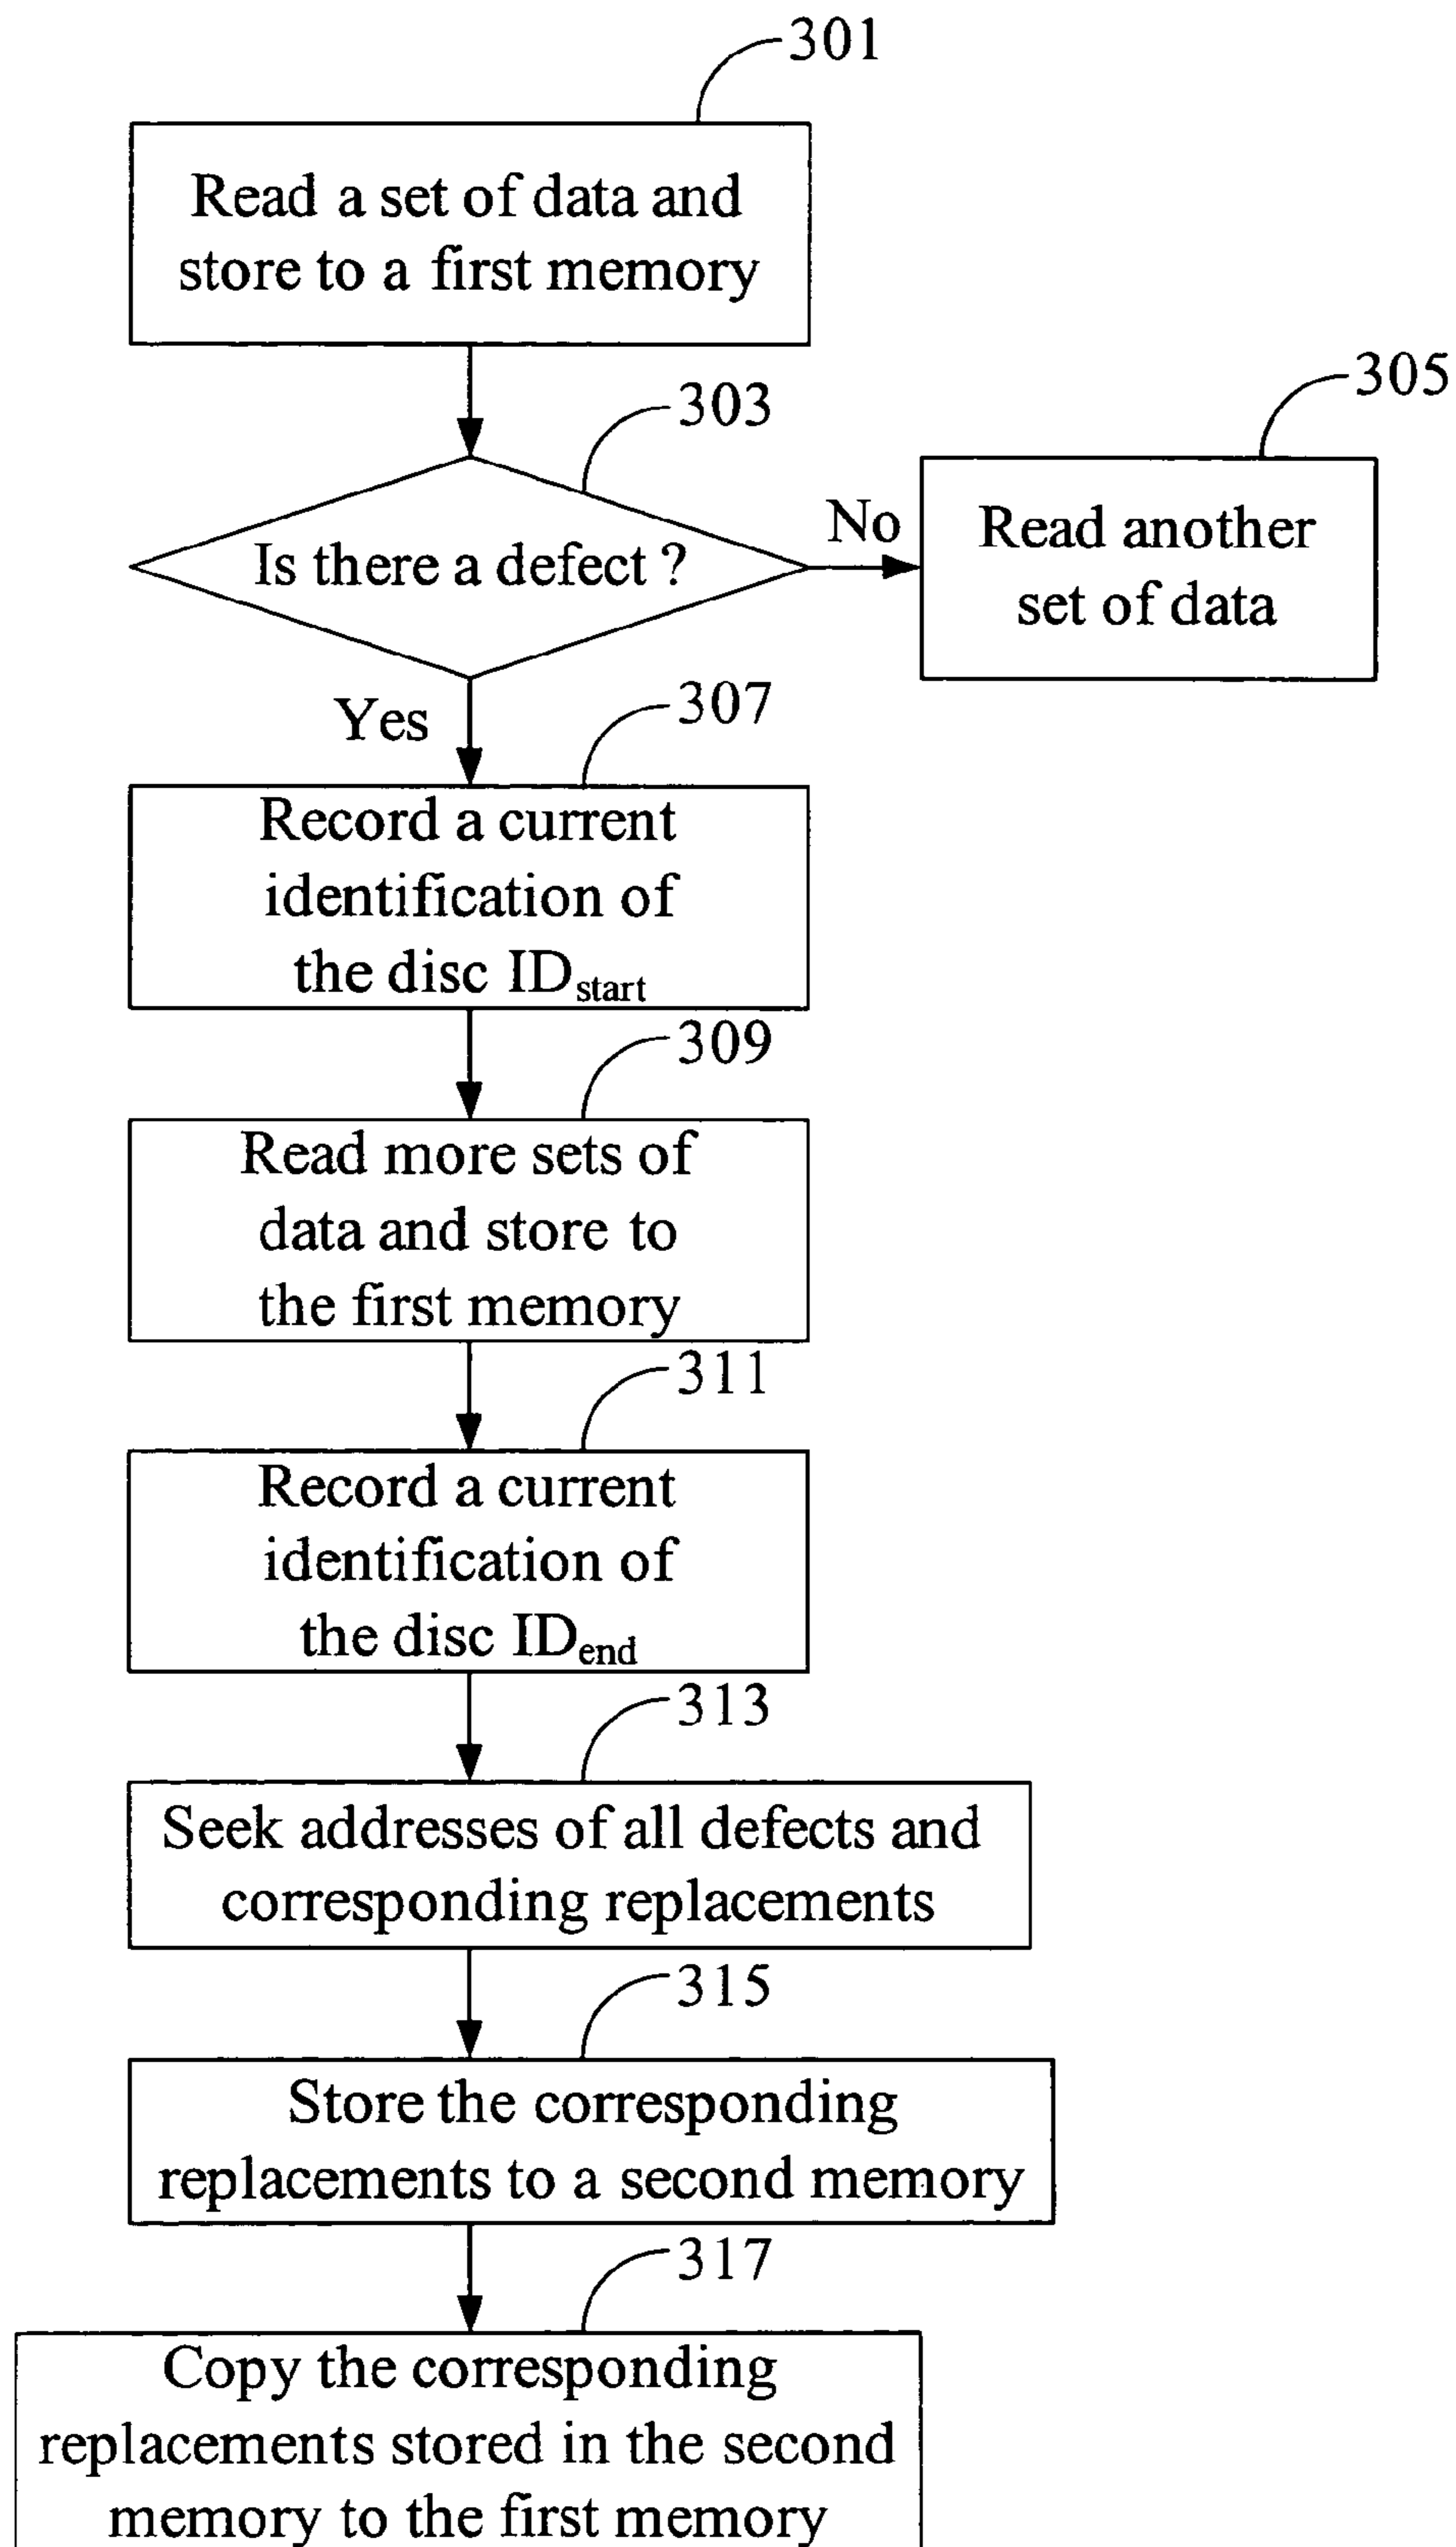 301
Read a set of data and
store to a first memory
303
Is there a defect ?
No
305
Read another
set of data
Yes
307
Record a current
identification of
the disc IDstart
309
Read more sets of
data and store to
the first memory
311
Record a current
identification of
the disc IDend
313
Seek addresses of all defects and
corresponding replacements
315
Store the corresponding
replacements to a second memory
317
Copy the corresponding
replacements stored in the second
memory to the first memory